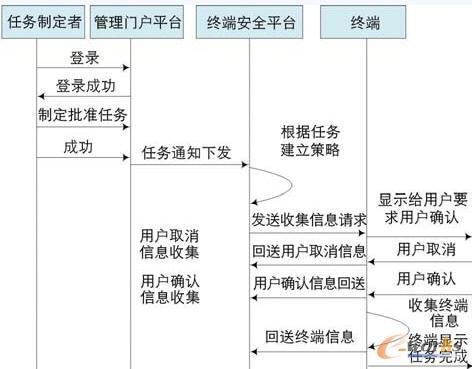 任务制定者
管理门户平台
终端安全平台
终端
登录
登录成功
制定批准任务
成功
任务通知下发
根据任务
建立策略
发送收集信息请求
显示给用户要
求用户确认
用户取消
信息收集
回送用户取消信息
用户取消
用户确认
信息收集
用户确认信息回送
用户确认
收集终端
信息
回送终端信息
终端显示
任务完成